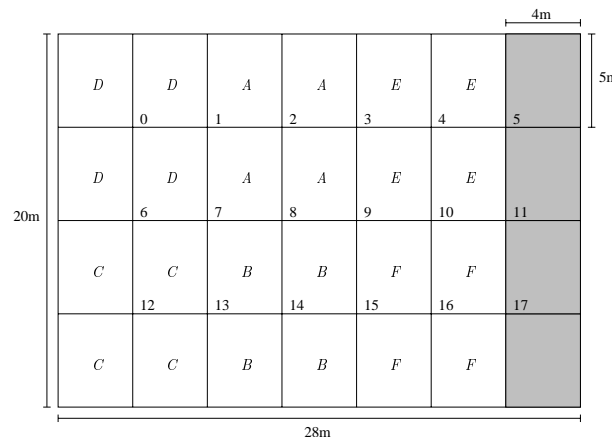 4m
D D A A E E
5m
0 1 2 3 4 5
D D A A E E
20m
6 7 8 9 10 11
C C B B F F
12 13 14 15 16 17
C C B B F F
28m